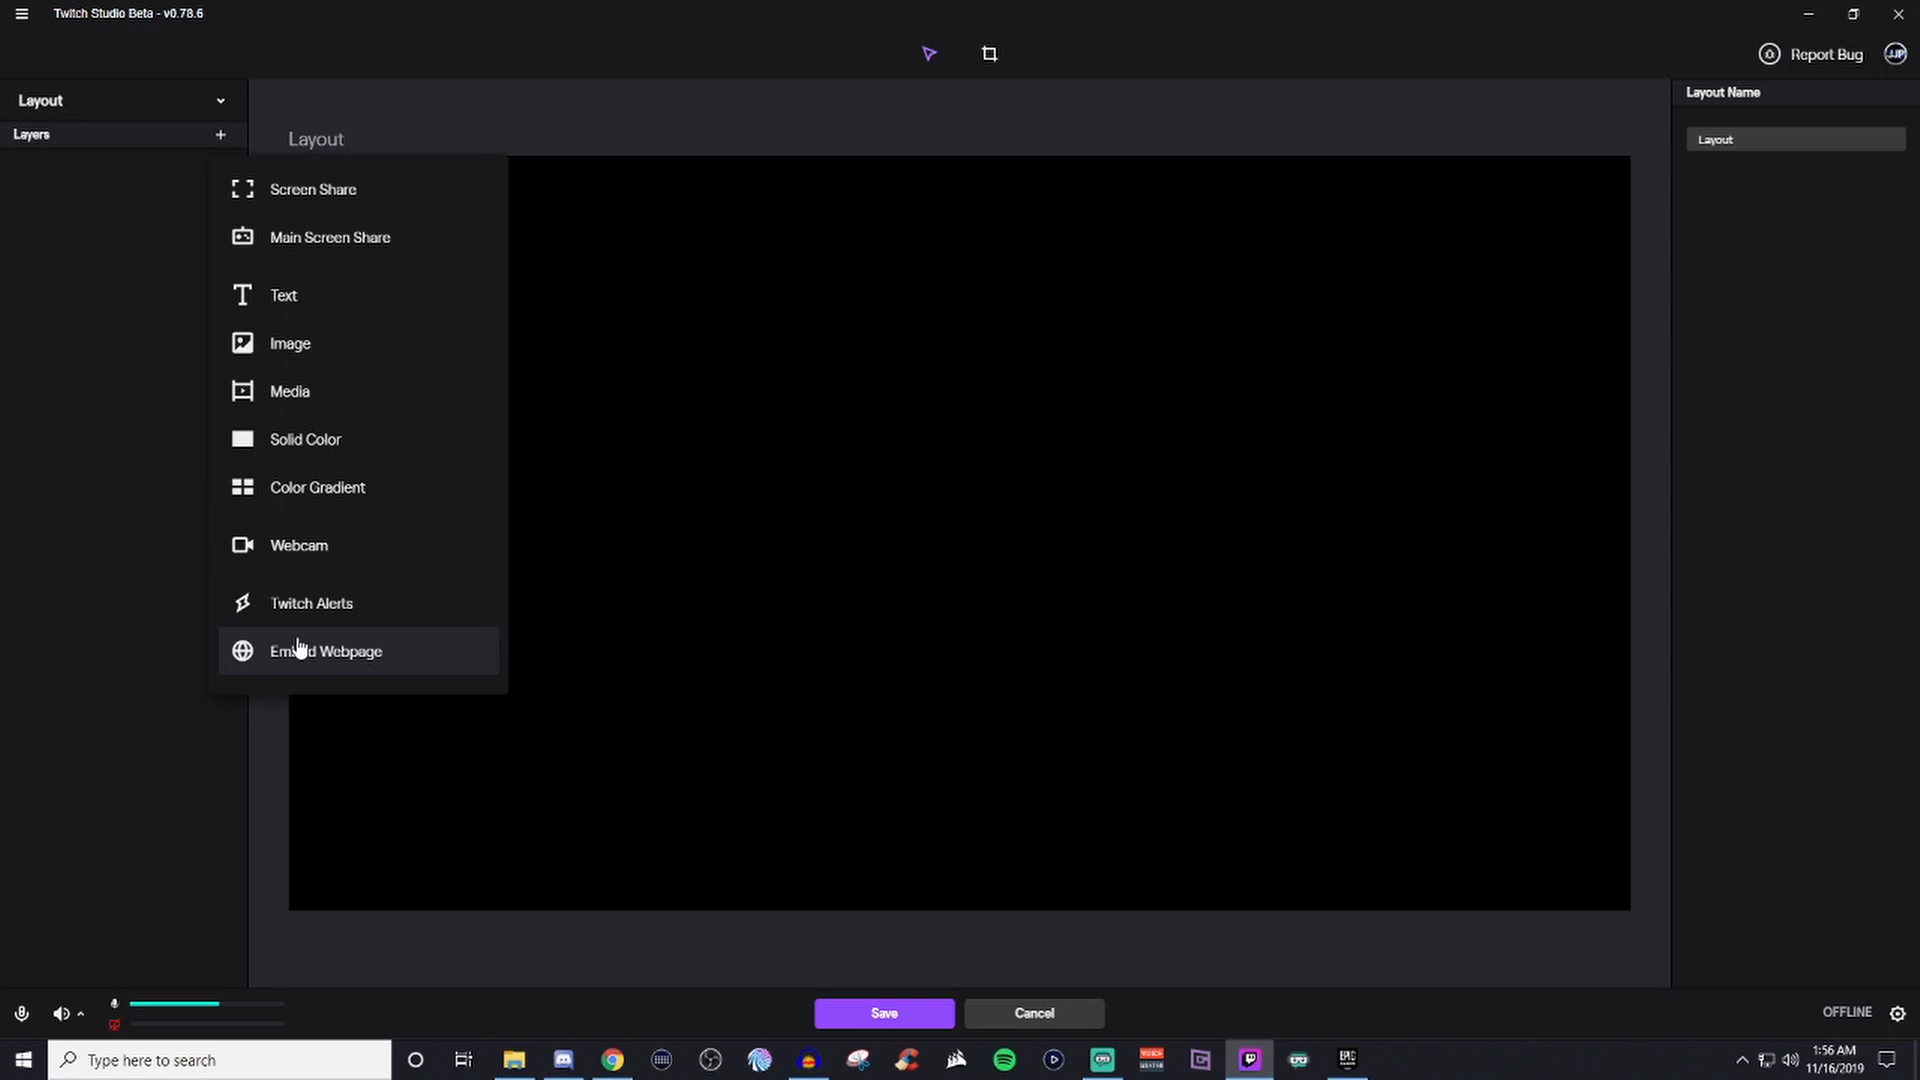 Twitch Studio Beta - v0.78.6
Report Bug
Layout
Layers
Layout
Layout Name
Layout
Screen Share
Main Screen Share
Text
Image
Media
Solid Color
Color Gradient
Webcam
Twitch Alerts
Embed Webpage
Save
Cancel
OFFLINE
Type here to search
EPIC
1:56 AM
11/16/2019